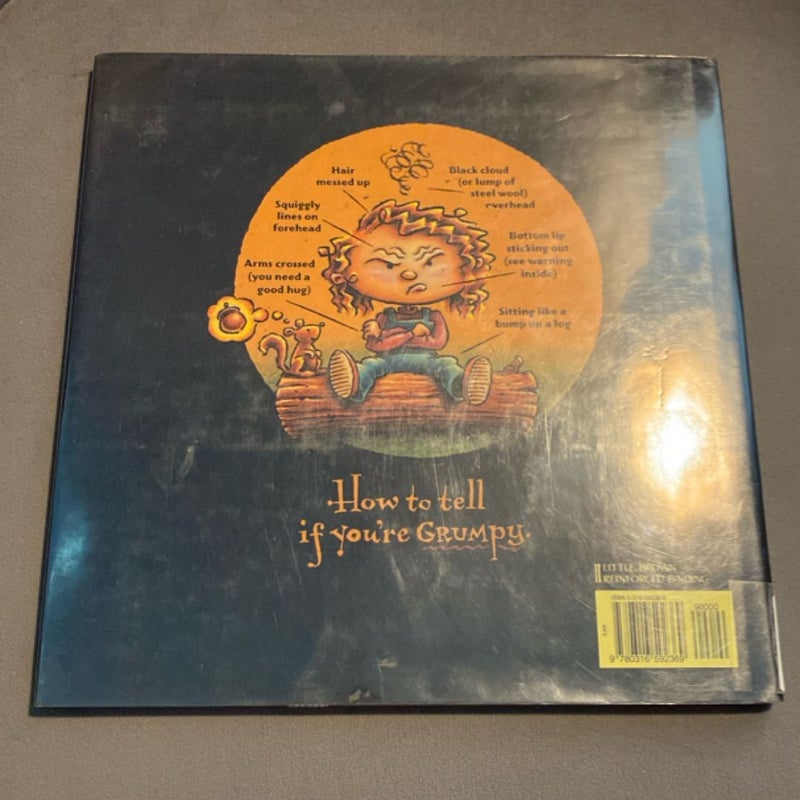 Hair
messed up
Black cloud
(or lump of
steel wool)
overhead
Squiggly
lines on
forehead
Bottom lip
sticking out
(see warning
inside)
Arms crossed
(you need a
good hug)
Sitting like a
bump on a log
How to tell
if you're GRUMPY.
LITTLE, BROWN
REINFORCED BINDING
90000
EAN
9 780316 592369